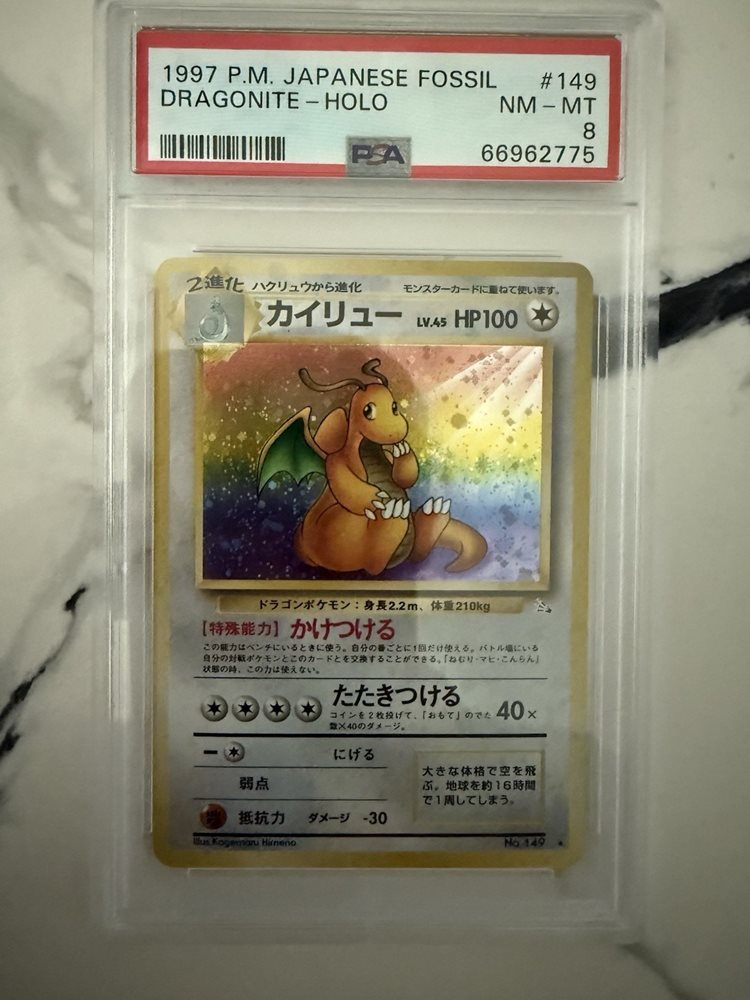 1997 P.M. JAPANESE FOSSIL #149
DRAGONITE-HOLO NM-MT
8
PSA 66962775
2進化 ハクリュウから進化 モンスターカードに重ねて使います。
カイリュー LV.45 HP100
ドラゴンポケモン：身長2.2m、体重210kg
【特殊能力】 かけつける
この能力はベンチにいるときに使う。自分の番ごとに1回だけ使える。バトル場にいる
自分の対戦ポケモンとこのカードとを交換することができる。「ねむり・マヒ・こんらん」
状態の時、この力は使えない。
たたきつける
コインを2枚投げて、「おもて」のでた 40×
数×40のダメージ。
ー にげる
弱点
抵抗力 ダメージ -30
大きな体格で空を飛
ぶ。地球を約16時間
で1周してしまう。
Illus. Kagemaru Himeno No. 149